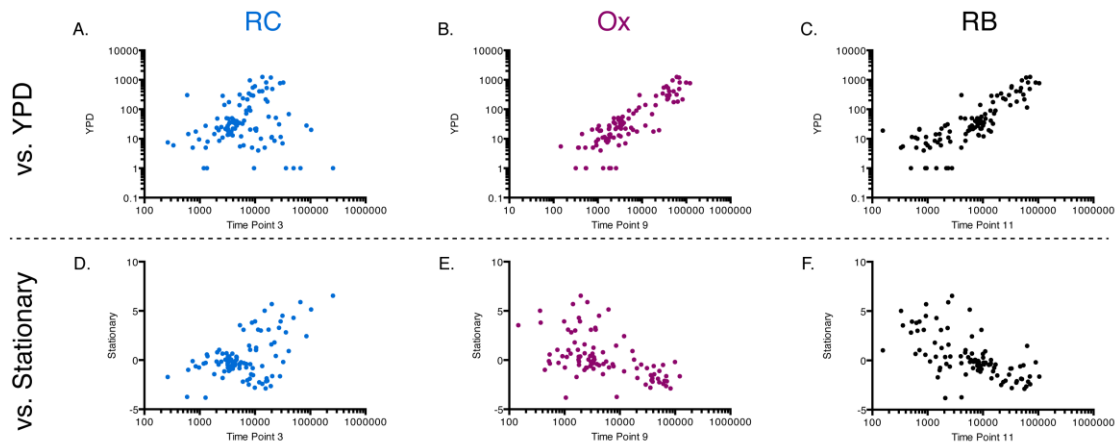 RC
Ox
RB
vs. YPD
A.
10000
1000
100
10
1
0.1
YPD
100
1000
10000
100000
1000000
Time Point 3
B.
10000
1000
100
10
1
0.1
YPD
10
100
1000
10000
100000
1000000
Time Point 9
C.
10000
1000
100
10
1
0.1
YPD
100
1000
10000
100000
1000000
Time Point 11
vs. Stationary
D.
10
5
0
-5
Stationary
100
1000
10000
100000
1000000
Time Point 3
E.
10
5
0
-5
Stationary
100
1000
10000
100000
1000000
Time Point 9
F.
10
5
0
-5
Stationary
100
1000
10000
100000
1000000
Time Point 11